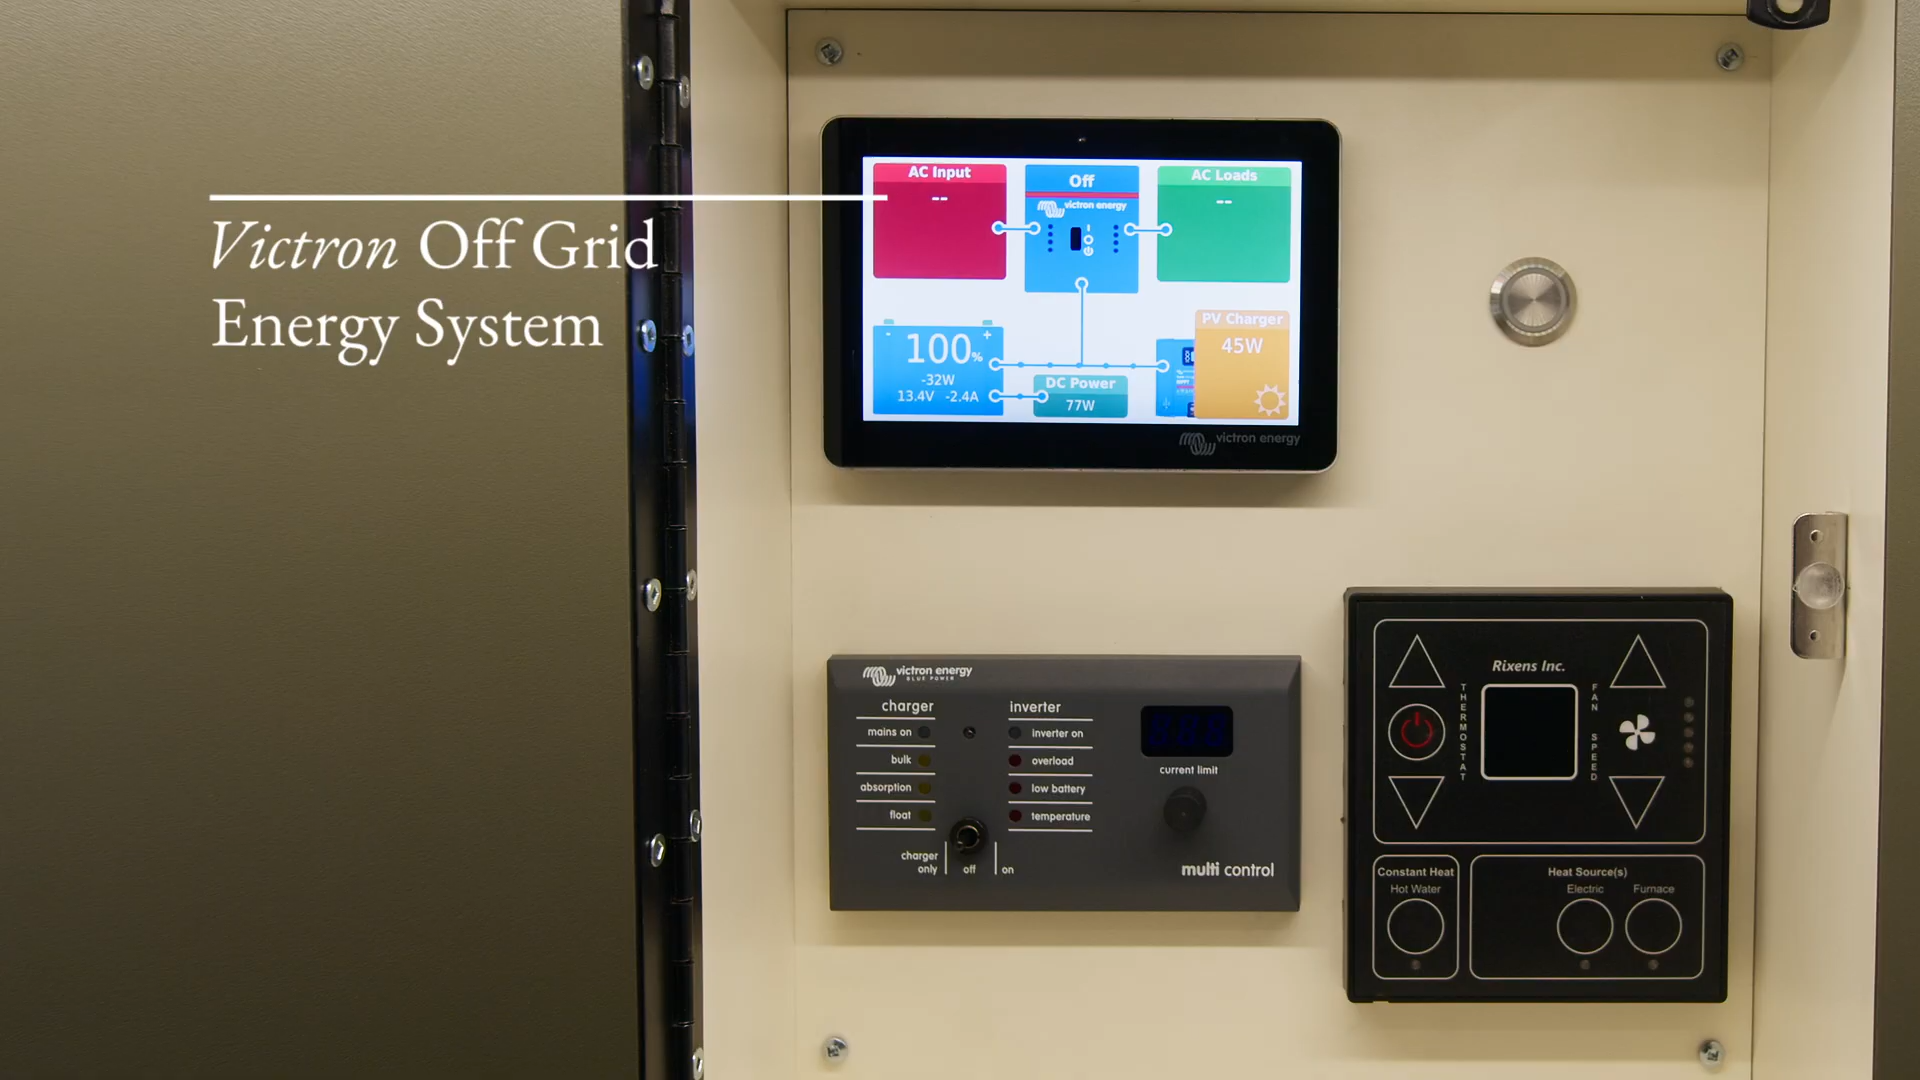 Victron Off Grid
Energy System
AC Input
--
Off
victron energy
AC Loads
--
100%
-32W
13.4V -2.4A
DC Power
77W
PV Charger
45W
victron energy
victron energy
BLUE POWER
charger
mains on
bulk
absorption
float
inverter
inverter on
overload
low battery
temperature
current limit
charger
only
off
on
multi control
Rixens Inc.
THERMOSTAT
FAN SPEED
Constant Heat
Hot Water
Heat Source(s)
Electric
Furnace